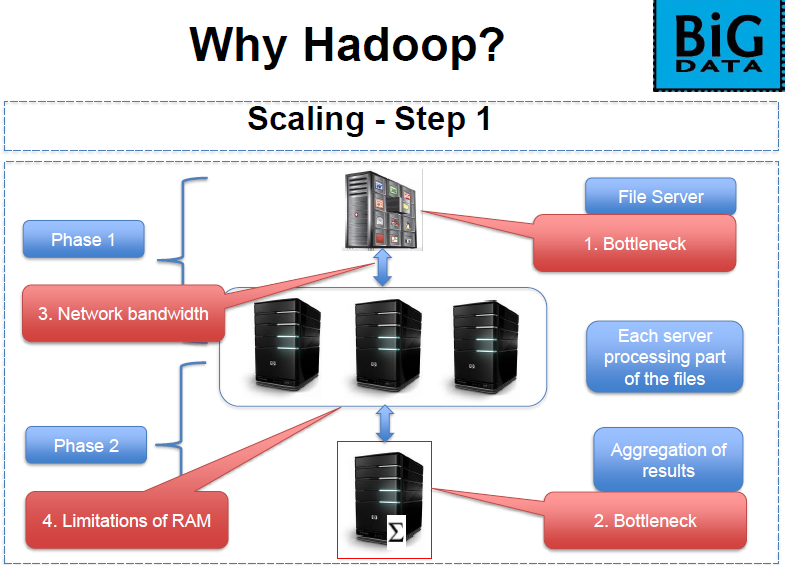 Why Hadoop?
BiG
DATA
Scaling - Step 1
File Server
1. Bottleneck
Phase 1
3. Network bandwidth
Each server
processing part
of the files
Phase 2
Aggregation of
results
4. Limitations of RAM
2. Bottleneck
Σ